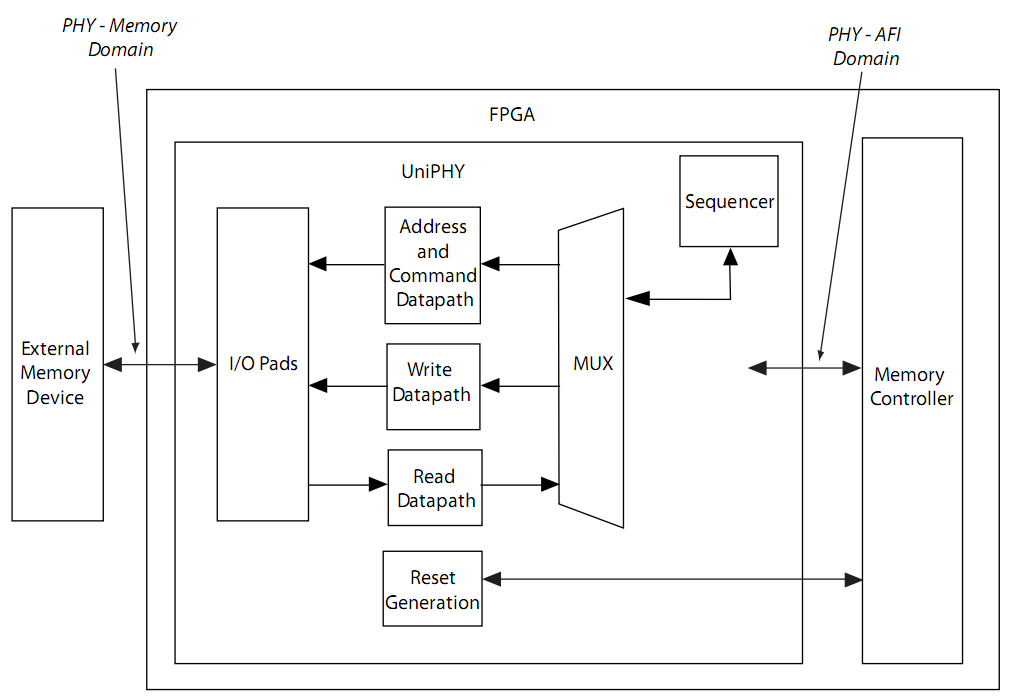 PHY - Memory
Domain
PHY - AFI
Domain
FPGA
UniPHY
Sequencer
Address
and
Command
Datapath
External
Memory
Device
I/O Pads
Write
Datapath
MUX
Memory
Controller
Read
Datapath
Reset
Generation